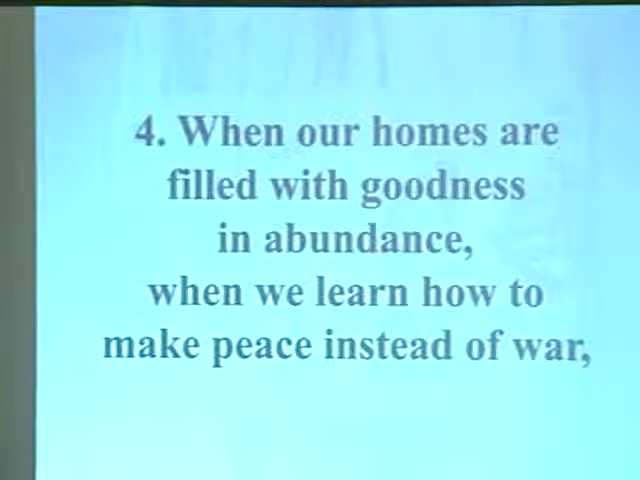 4. When our homes are
filled with goodness
in abundance,
when we learn how to
make peace instead of war,